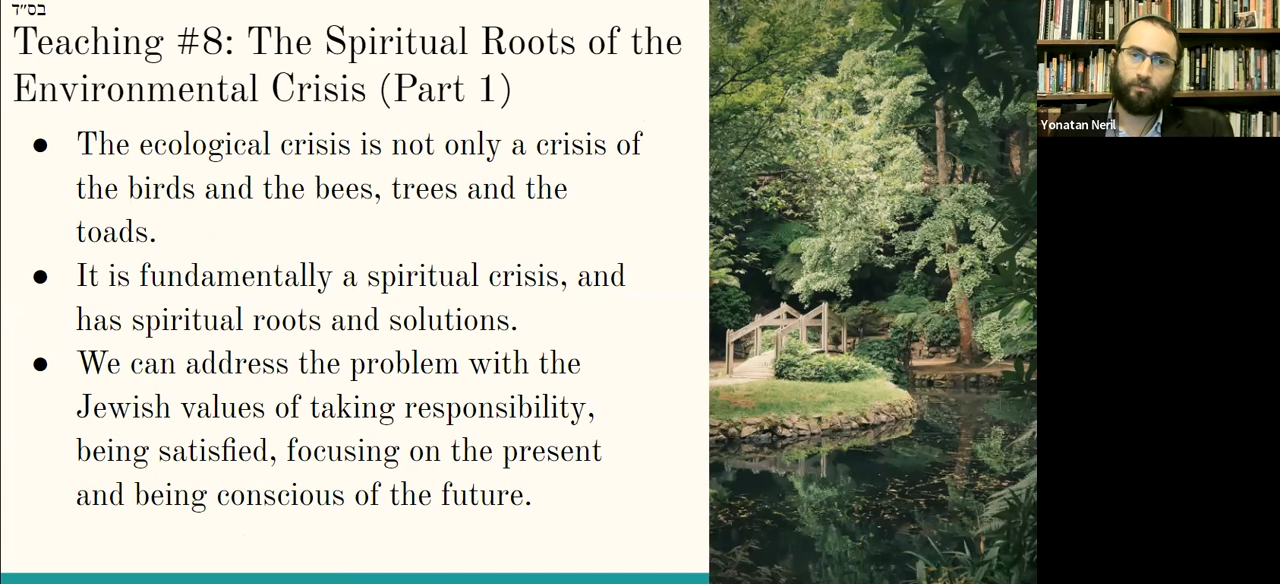 בס״ד
Teaching #8: The Spiritual Roots of the
Environmental Crisis (Part 1)
● The ecological crisis is not only a crisis of
the birds and the bees, trees and the
toads.
● It is fundamentally a spiritual crisis, and
has spiritual roots and solutions.
● We can address the problem with the
Jewish values of taking responsibility,
being satisfied, focusing on the present
and being conscious of the future.
Yonatan Neril